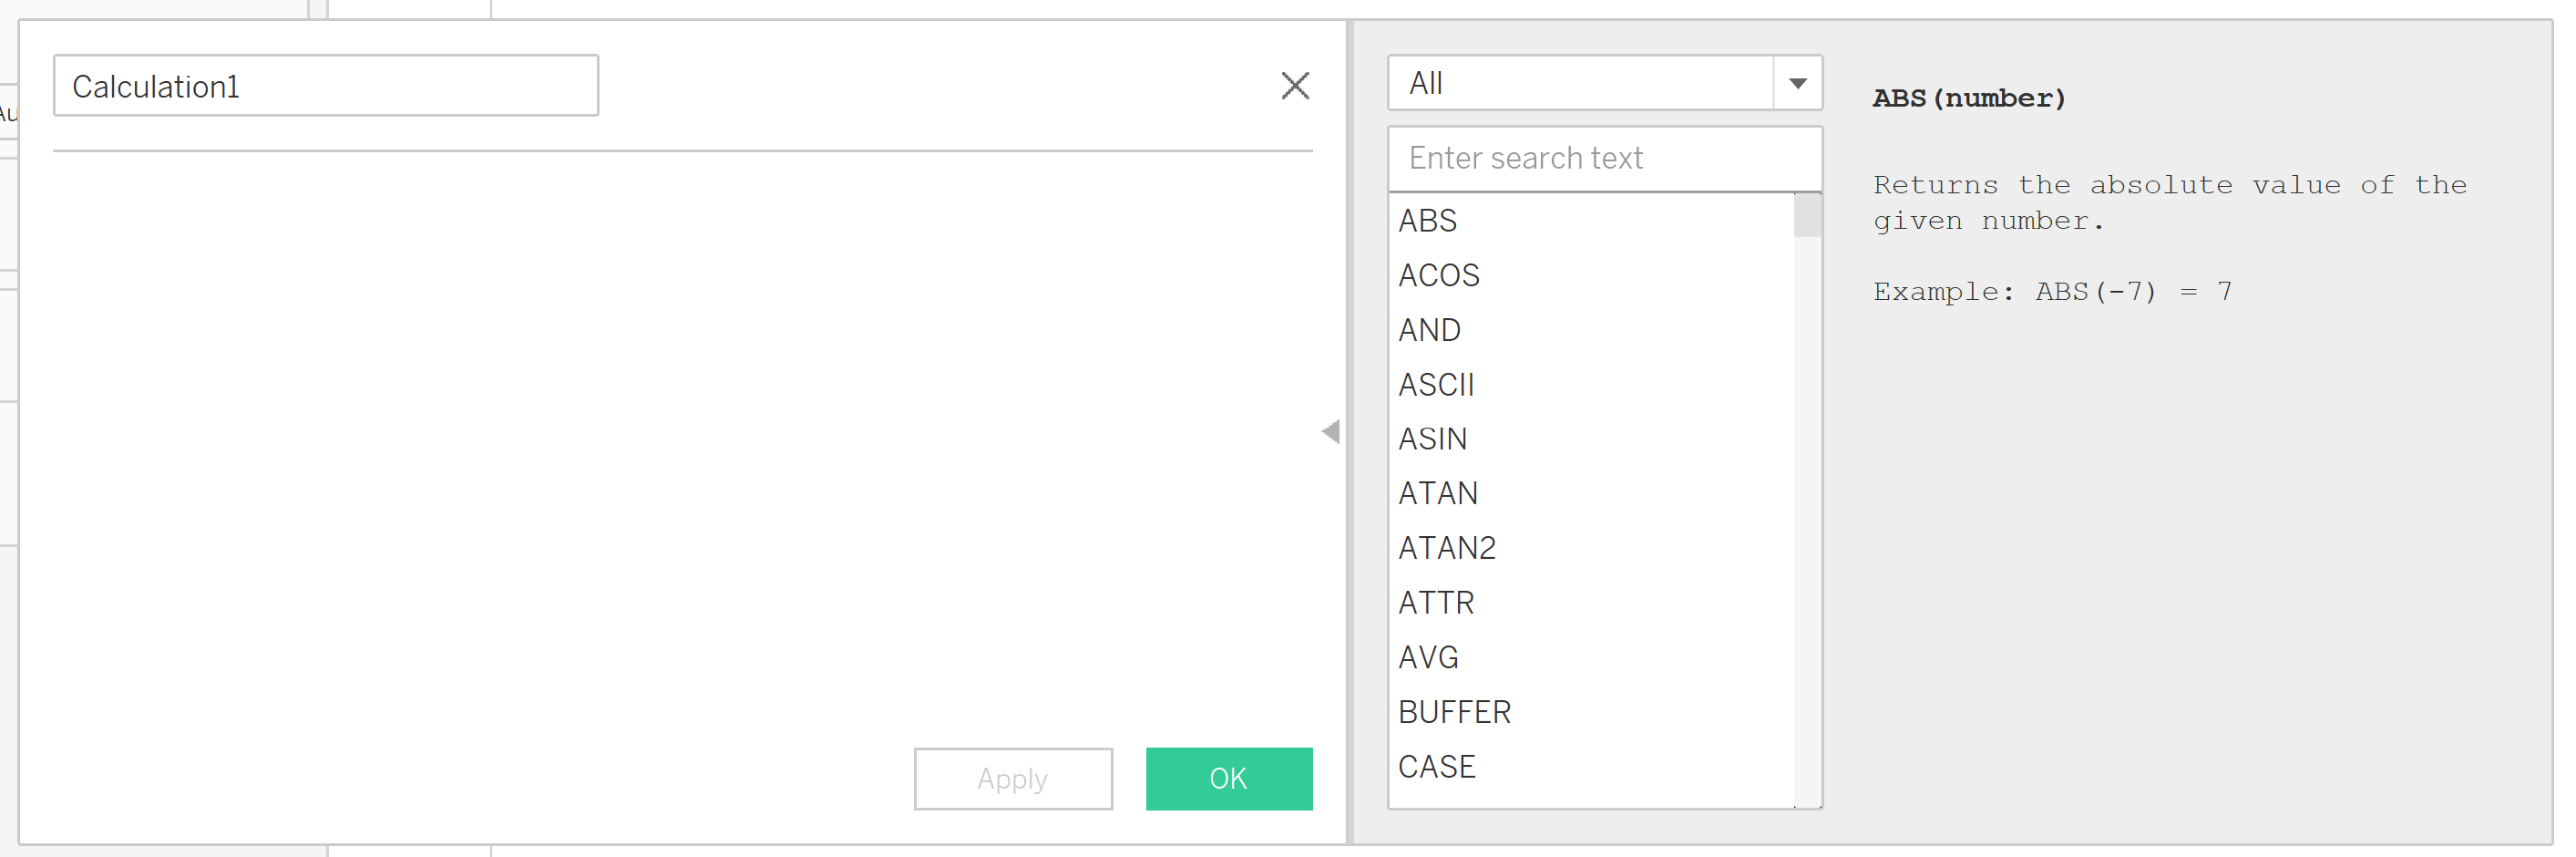 Calculation1
Au
Apply
OK
All
Enter search text
ABS
ACOS
AND
ASCII
ASIN
ATAN
ATAN2
ATTR
AVG
BUFFER
CASE
ABS(number)
Returns the absolute value of the
given number.
Example: ABS(-7) = 7